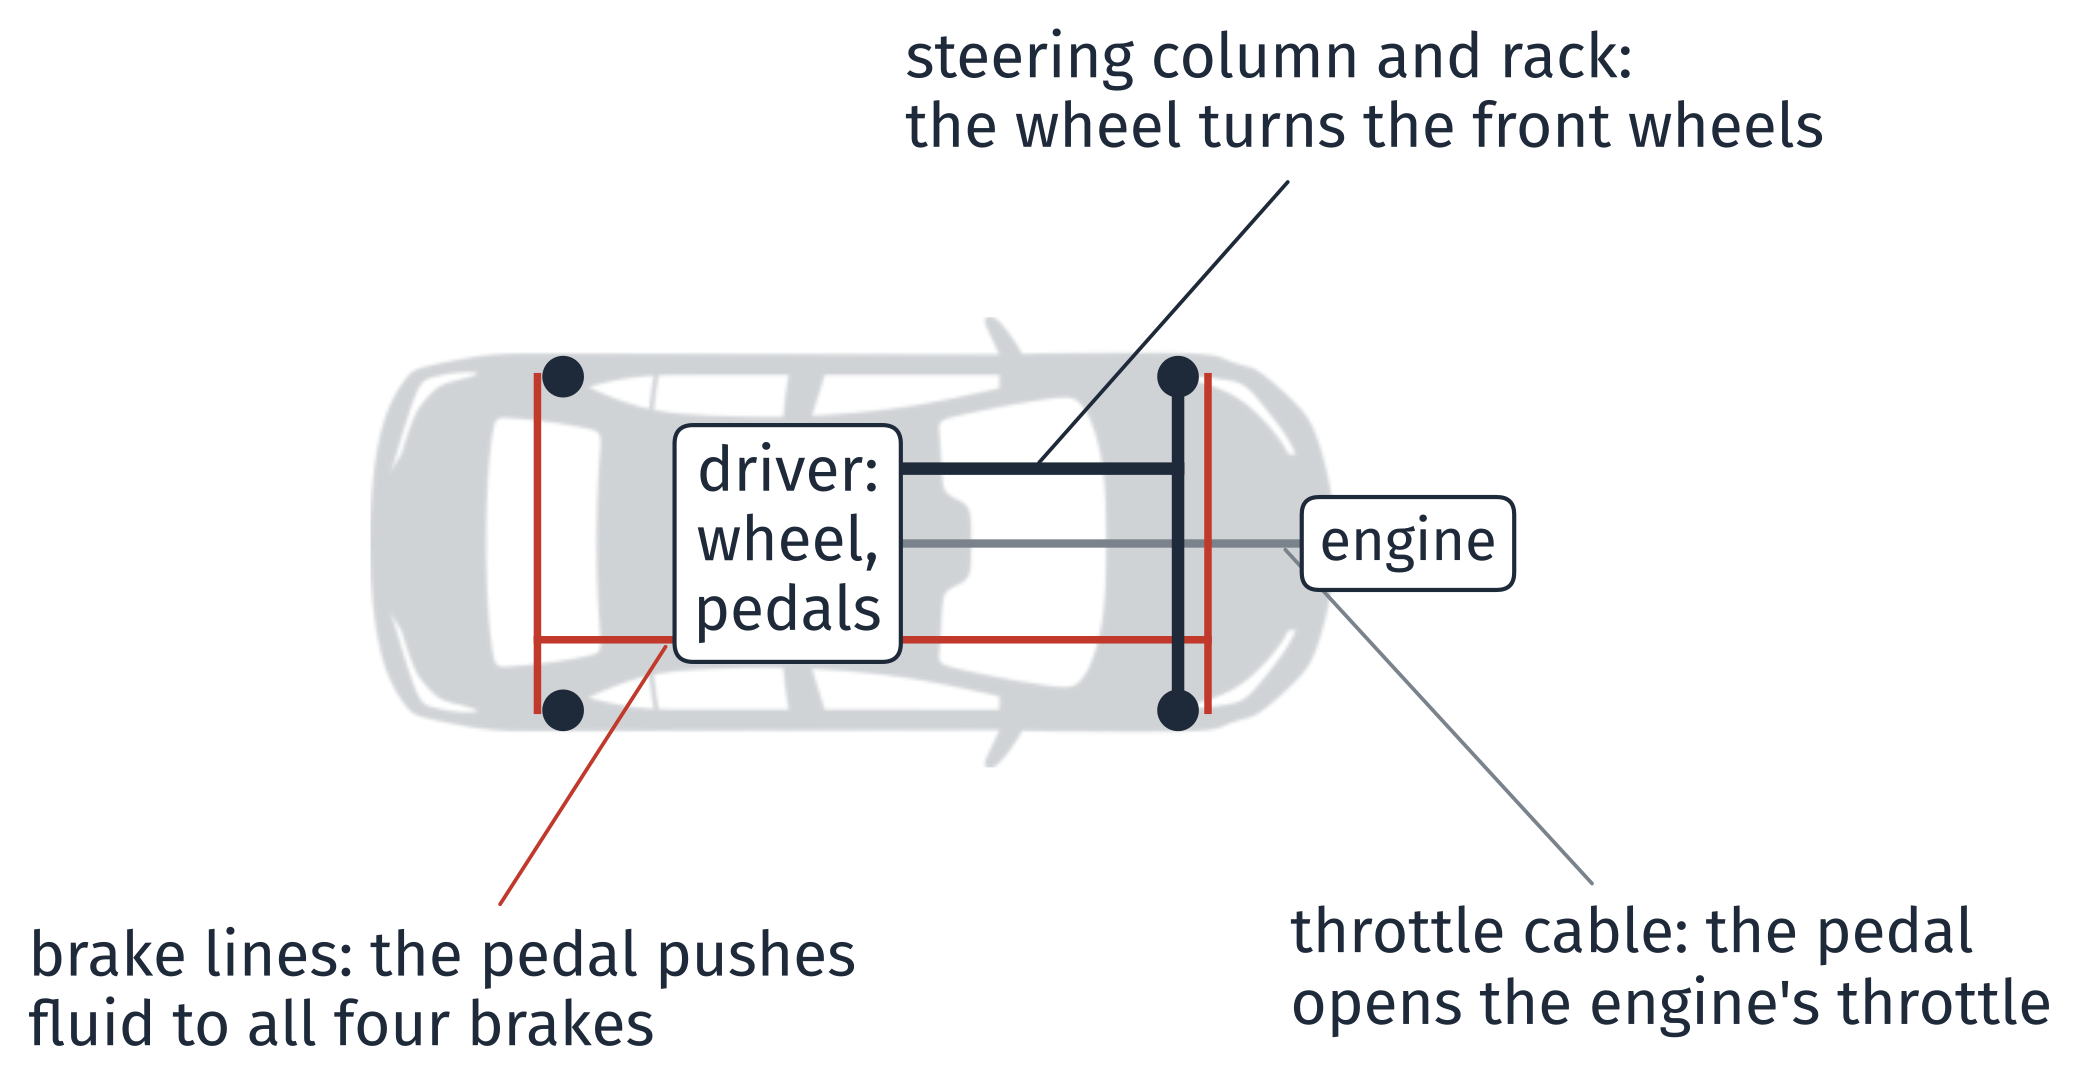 steering column and rack:
the wheel turns the front wheels
driver:
wheel,
pedals
engine
brake lines: the pedal pushes
fluid to all four brakes
throttle cable: the pedal
opens the engine's throttle